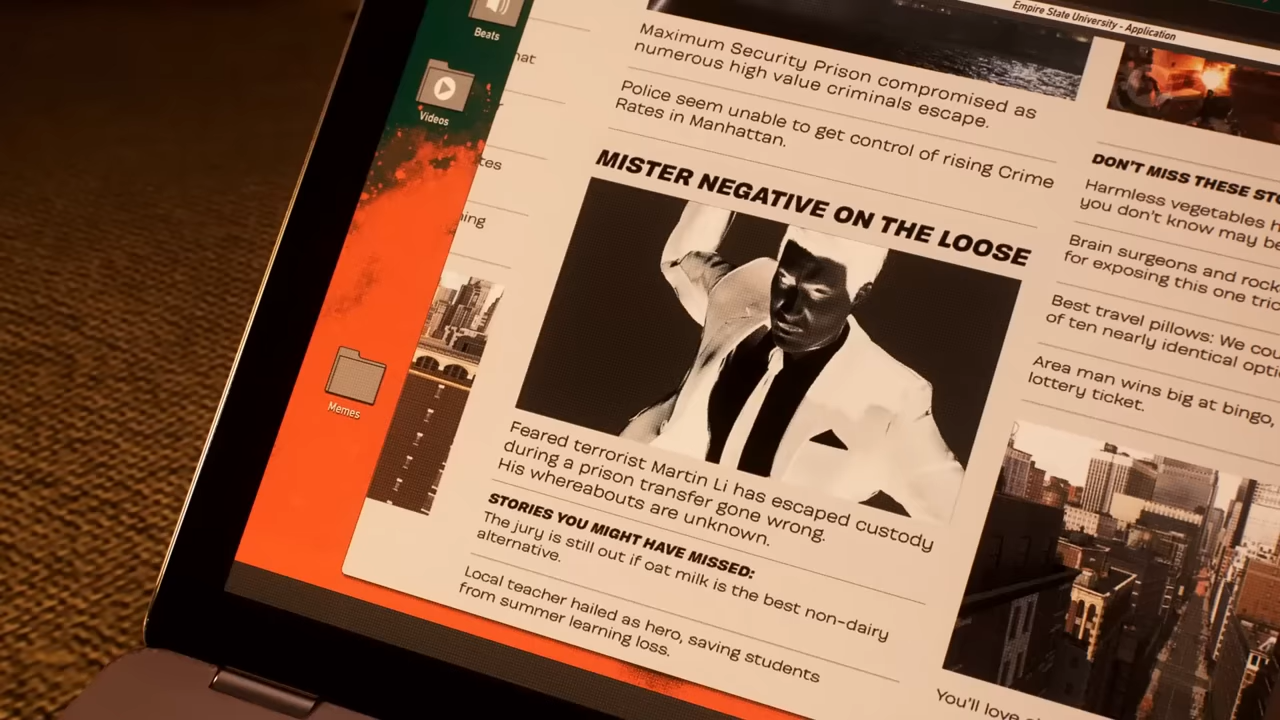 Empire State University - Application
Beats
Videos
Memes
Maximum Security Prison compromised as
numerous high value criminals escape.
Police seem unable to get control of rising Crime
Rates in Manhattan.
MISTER NEGATIVE ON THE LOOSE
Feared terrorist Martin Li has escaped custody
during a prison transfer gone wrong.
His whereabouts are unknown.
STORIES YOU MIGHT HAVE MISSED:
The jury is still out if oat milk is the best non-dairy
alternative.
Local teacher hailed as hero, saving students
from summer learning loss.
DON'T MISS THESE
Harmless vegetables
you don't know may be
Brain surgeons and
for exposing this one
Best travel pillows: We
of ten nearly identical
Area man wins big at bingo,
lottery ticket.
You'll love